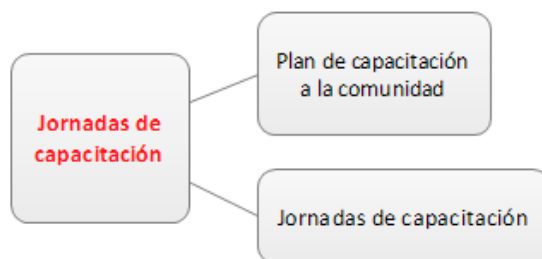 Plan de capacitación
a la comunidad
Jornadas de
capacitación
Jornadas de capacitación